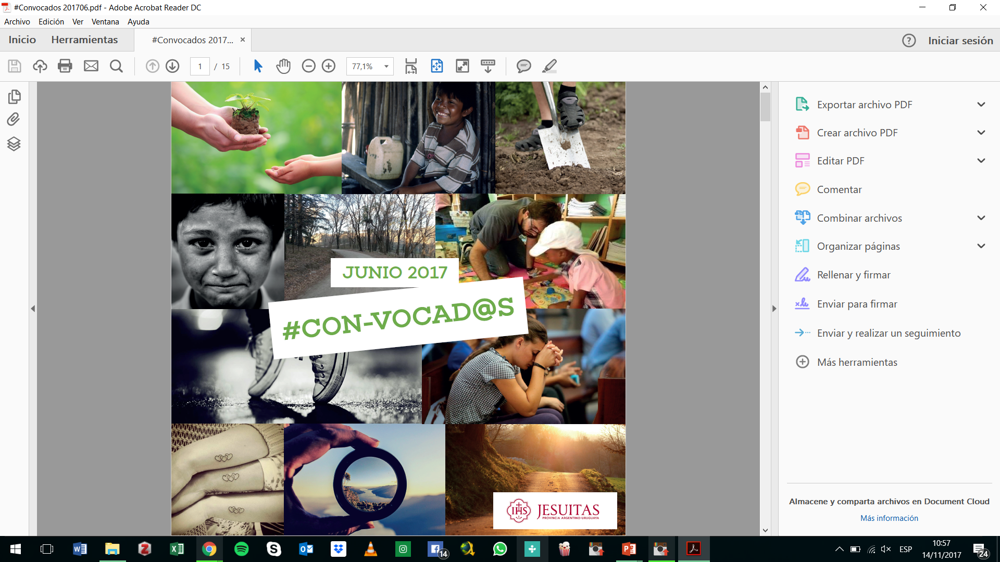 #Convocados 201706.pdf - Adobe Acrobat Reader DC
Archivo Edición Ver Ventana Ayuda
Inicio Herramientas #Convocados 2017... Iniciar sesión
1 / 15 77,1%
Exportar archivo PDF
Crear archivo PDF
Editar PDF
Comentar
Combinar archivos
Organizar páginas
Rellenar y firmar
Enviar para firmar
Enviar y realizar un seguimiento
Más herramientas
Almacene y comparta archivos en Document Cloud
Más información
JUNIO 2017
#CON-VOCAD@S
IHS JESUITAS
PROVINCIA ARGENTINO-URUGUAYA
14
ESP
10:57
14/11/2017
24